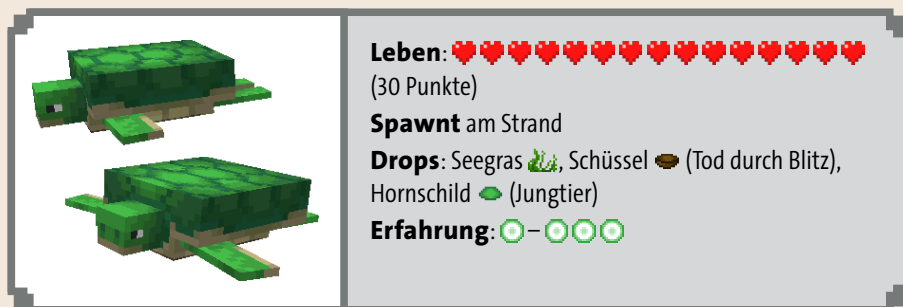 Leben:
(30 Punkte)
Spawnt am Strand
Drops: Seegras, Schüssel (Tod durch Blitz),
Hornschild (Jungtier)
Erfahrung: –